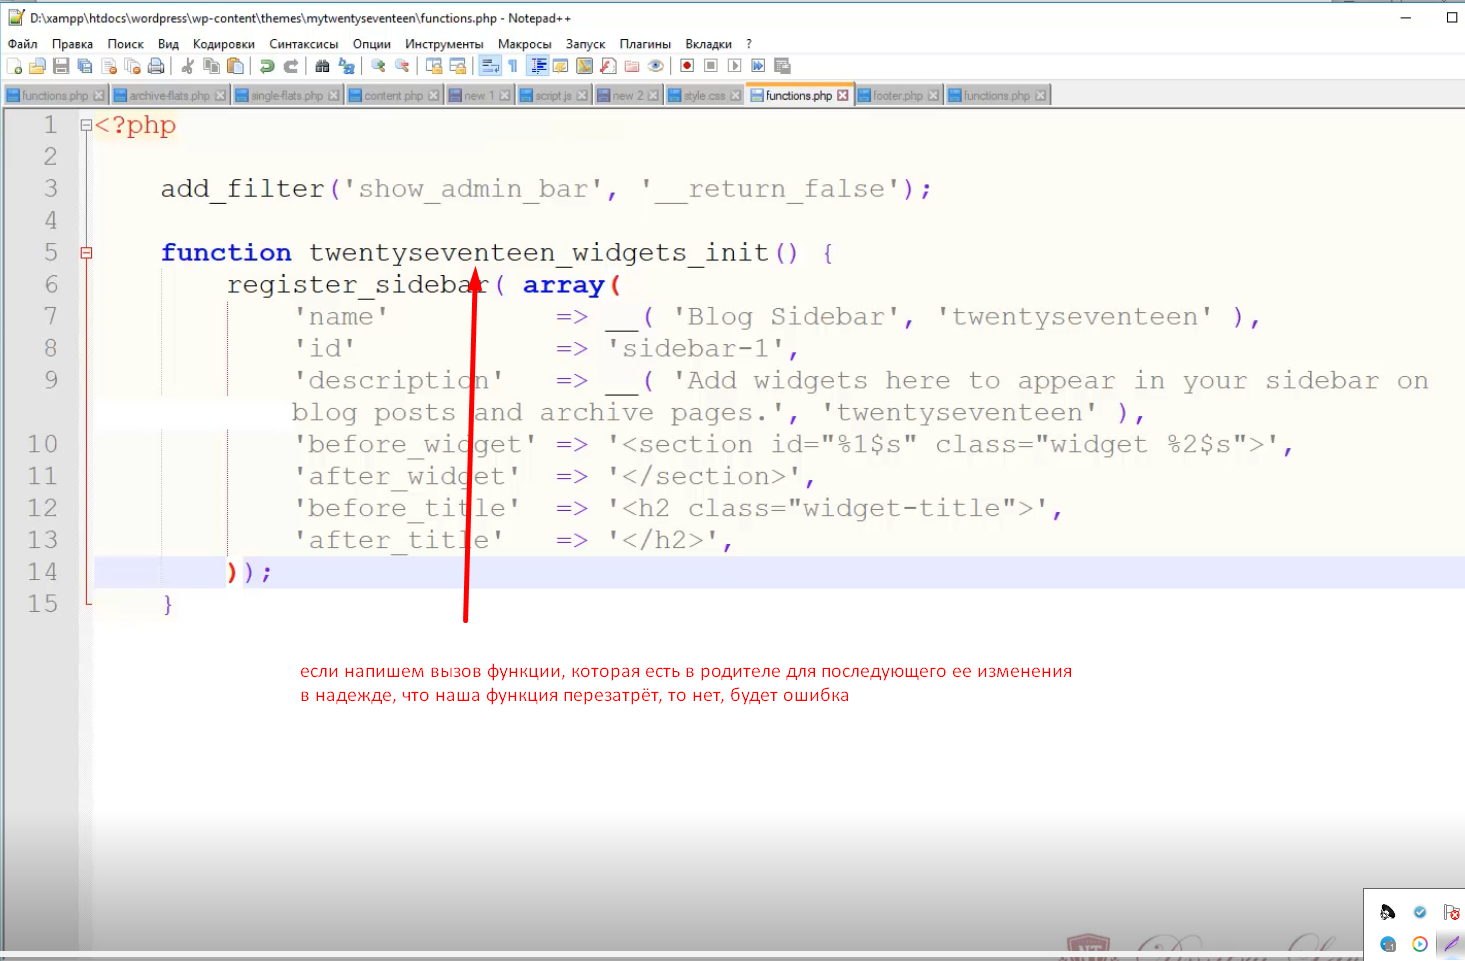 D:\xampp\htdocs\wordpress\wp-content\themes\mytwentyseventeen\functions.php - Notepad++
Файл Правка Поиск Вид Кодировки Синтаксисы Опции Инструменты Макросы Запуск Плагины Вкладки ?
functions.php archive-flats.php single-flats.php content.php new 1 script.js new 2 style.css functions.php footer.php functions.php
1 <?php
2
3 add_filter('show_admin_bar', '__return_false');
4
5 function twentyseventeen_widgets_init() {
6 register_sidebar( array(
7 'name' => __( 'Blog Sidebar', 'twentyseventeen' ),
8 'id' => 'sidebar-1',
9 'description' => __( 'Add widgets here to appear in your sidebar on
blog posts and archive pages.', 'twentyseventeen' ),
10 'before_widget' => '<section id="%1$s" class="widget %2$s">',
11 'after_widget' => '</section>',
12 'before_title' => '<h2 class="widget-title">',
13 'after_title' => '</h2>',
14 ));
15 }
если напишем вызов функции, которая есть в родителе для последующего ее изменения
в надежде, что наша функция перезатрёт, то нет, будет ошибка